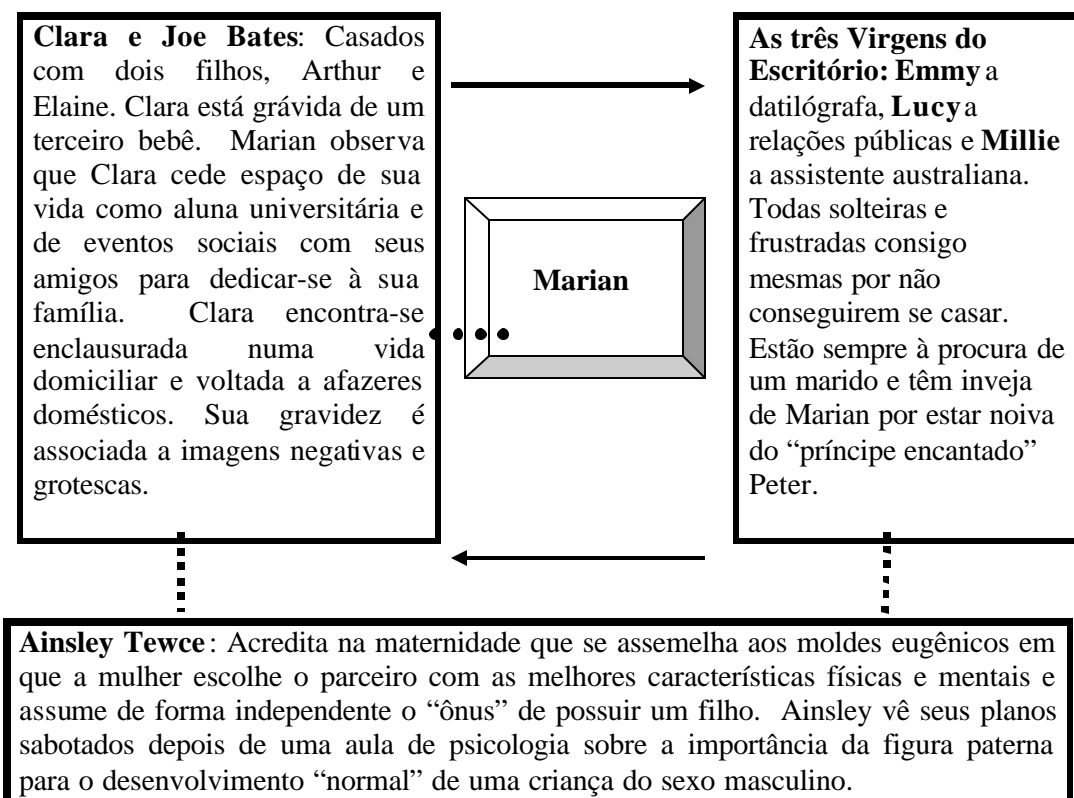 Clara e Joe Bates: Casados
com dois filhos, Arthur e
Elaine. Clara está grávida de um
terceiro bebê. Marian observa
que Clara cede espaço de sua
vida como aluna universitária e
de eventos sociais com seus
amigos para dedicar-se à sua
família. Clara encontra-se
enclausurada numa vida
domiciliar e voltada a afazeres
domésticos. Sua gravidez é
associada a imagens negativas e
grotescas.
Marian
As três Virgens do
Escritório: Emmy a
datilógrafa, Lucy a
relações públicas e Millie
a assistente australiana.
Todas solteiras e
frustradas consigo
mesmas por não
conseguirem se casar.
Estão sempre à procura de
um marido e têm inveja
de Marian por estar noiva
do “príncipe encantado”
Peter.
Ainsley Tewce: Acredita na maternidade que se assemelha aos moldes eugênicos em
que a mulher escolhe o parceiro com as melhores características físicas e mentais e
assume de forma independente o “ônus” de possuir um filho. Ainsley vê seus planos
sabotados depois de uma aula de psicologia sobre a importância da figura paterna
para o desenvolvimento “normal” de uma criança do sexo masculino.